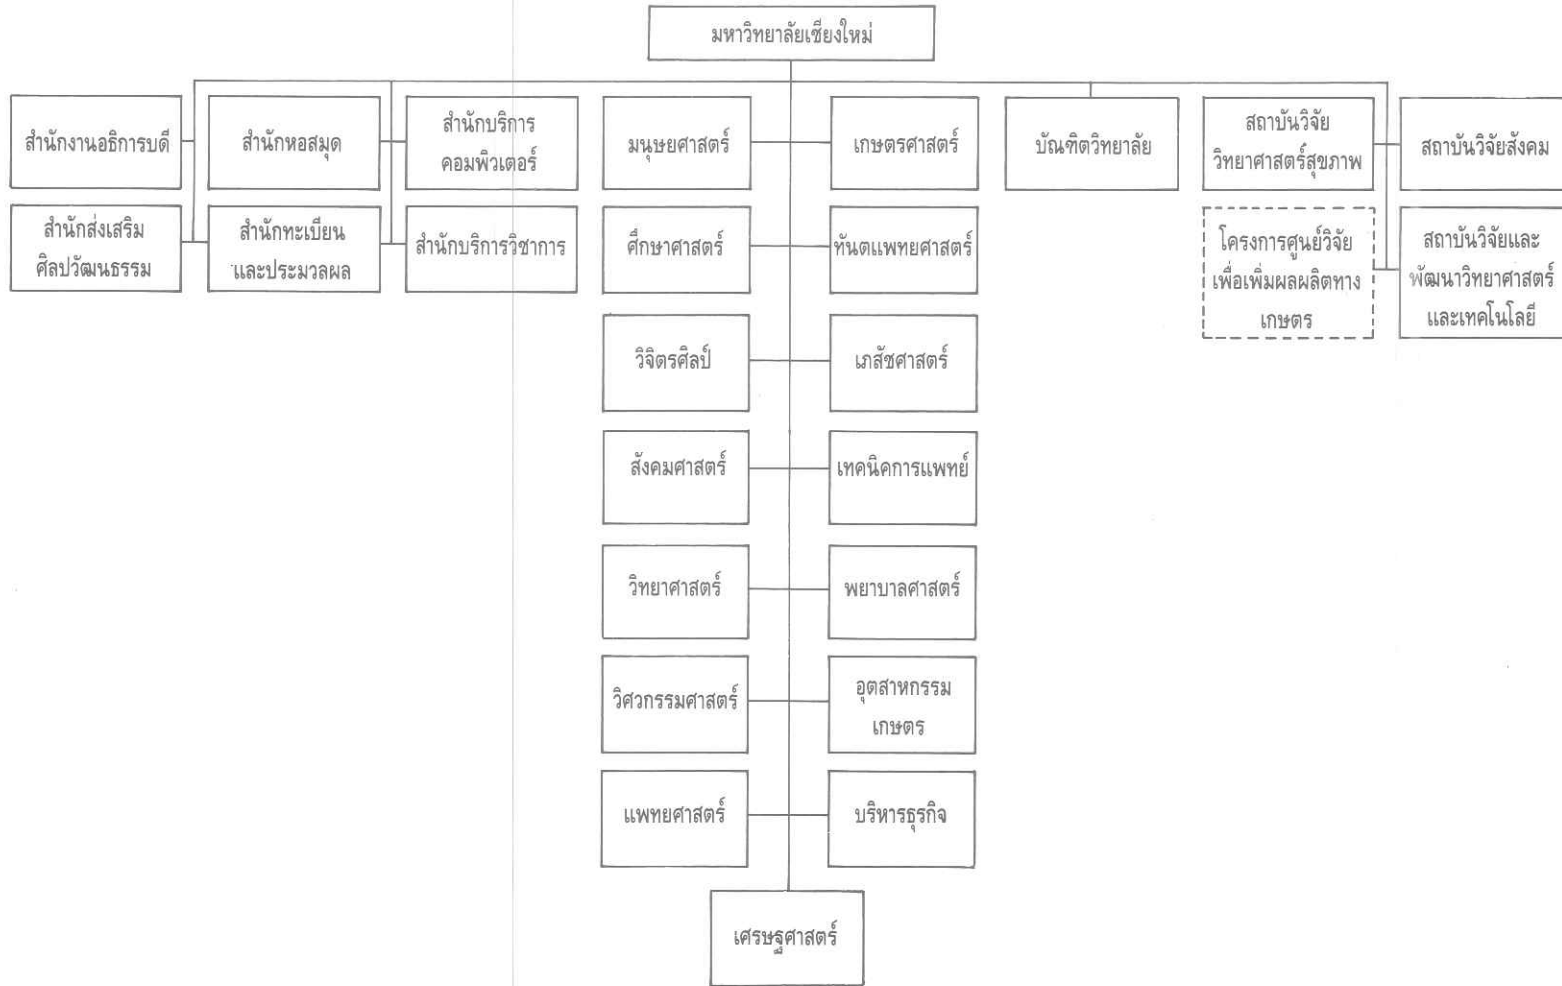 มหาวิทยาลัยเชียงใหม่
สำนักงานอธิการบดี
สำนักหอสมุด
สำนักบริการ
คอมพิวเตอร์
มนุษยศาสตร์
เกษตรศาสตร์
บัณฑิตวิทยาลัย
สถาบันวิจัย
วิทยาศาสตร์สุขภาพ
สถาบันวิจัยสังคม
สำนักส่งเสริม
ศิลปวัฒนธรรม
สำนักทะเบียน
และประมวลผล
สำนักบริการวิชาการ
ศึกษาศาสตร์
ทันตแพทยศาสตร์
โครงการศูนย์วิจัย
เพื่อเพิ่มผลผลิตทาง
เกษตร
สถาบันวิจัยและ
พัฒนาวิทยาศาสตร์
และเทคโนโลยี
วิจิตรศิลป์
เภสัชศาสตร์
สังคมศาสตร์
เทคนิคการแพทย์
วิทยาศาสตร์
พยาบาลศาสตร์
วิศวกรรมศาสตร์
อุตสาหกรรม
เกษตร
แพทยศาสตร์
บริหารธุรกิจ
เศรษฐศาสตร์